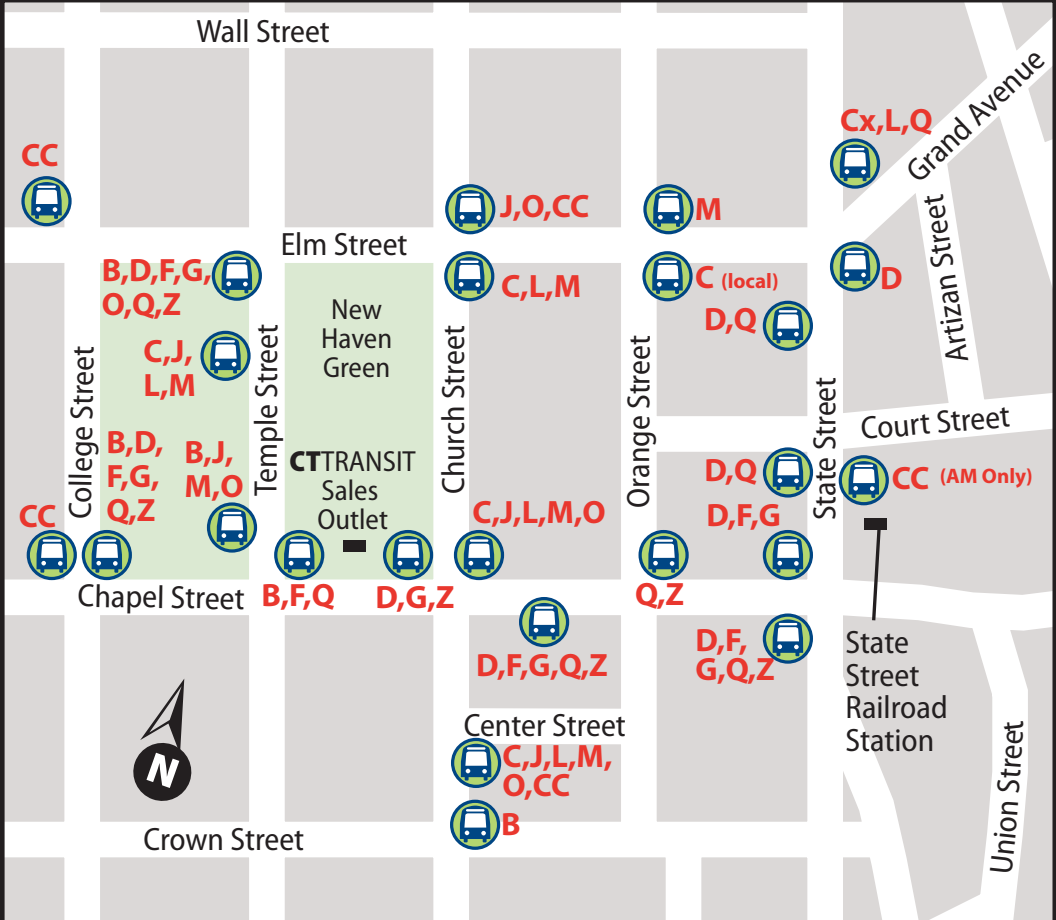 Wall Street
Cx,L,Q
Grand Avenue
CC
J,O,CC
M
Artizan Street
Elm Street
B,D,F,G,
O,Q,Z
C,L,M
C (local)
D
New
Haven
Green
D,Q
C,J,
L,M
College Street
Temple Street
Church Street
Orange Street
State Street
Court Street
B,D,
F,G,
Q,Z
B,J,
M,O
CTTRANSIT
Sales
Outlet
D,Q
CC (AM Only)
CC
C,J,L,M,O
D,F,G
Chapel Street
B,F,Q
D,G,Z
Q,Z
D,F,G,Q,Z
D,F,
G,Q,Z
State
Street
Railroad
Station
Center Street
C,J,L,M,
O,CC
N
B
Crown Street
Union Street